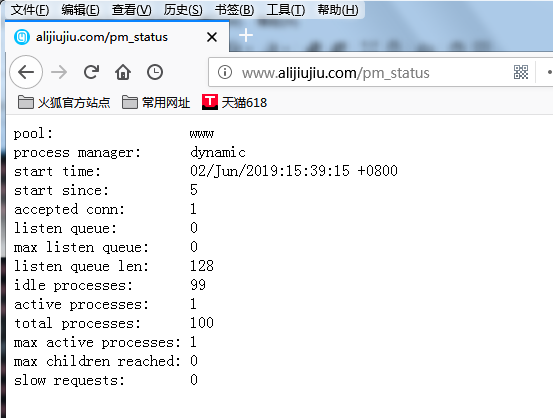 文件(F) 编辑(E) 查看(V) 历史(S) 书签(B) 工具(T) 帮助(H)
alijiujiu.com/pm_status
www.alijiujiu.com/pm_status
火狐官方站点 常用网址 天猫618
pool: www
process manager: dynamic
start time: 02/Jun/2019:15:39:15 +0800
start since: 5
accepted conn: 1
listen queue: 0
max listen queue: 0
listen queue len: 128
idle processes: 99
active processes: 1
total processes: 100
max active processes: 1
max children reached: 0
slow requests: 0